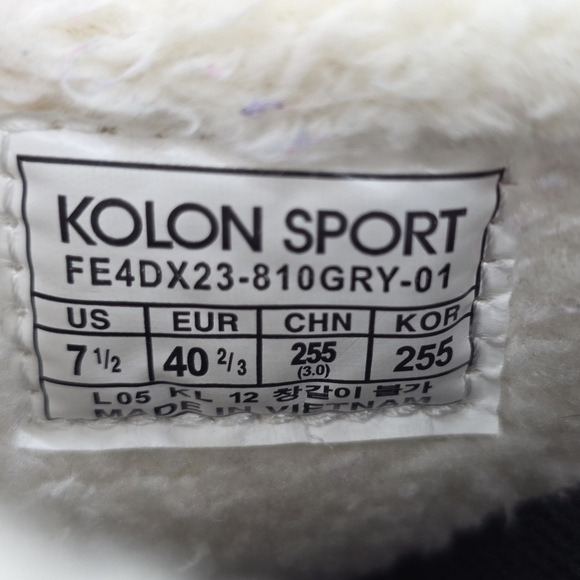 KOLON SPORT
FE4DX23-810GRY-01
US EUR CHN KOR
7 1/2 40 2/3 255 (3.0) 255
L05 KL 12 창갈이 불가
MADE IN VIETNAM